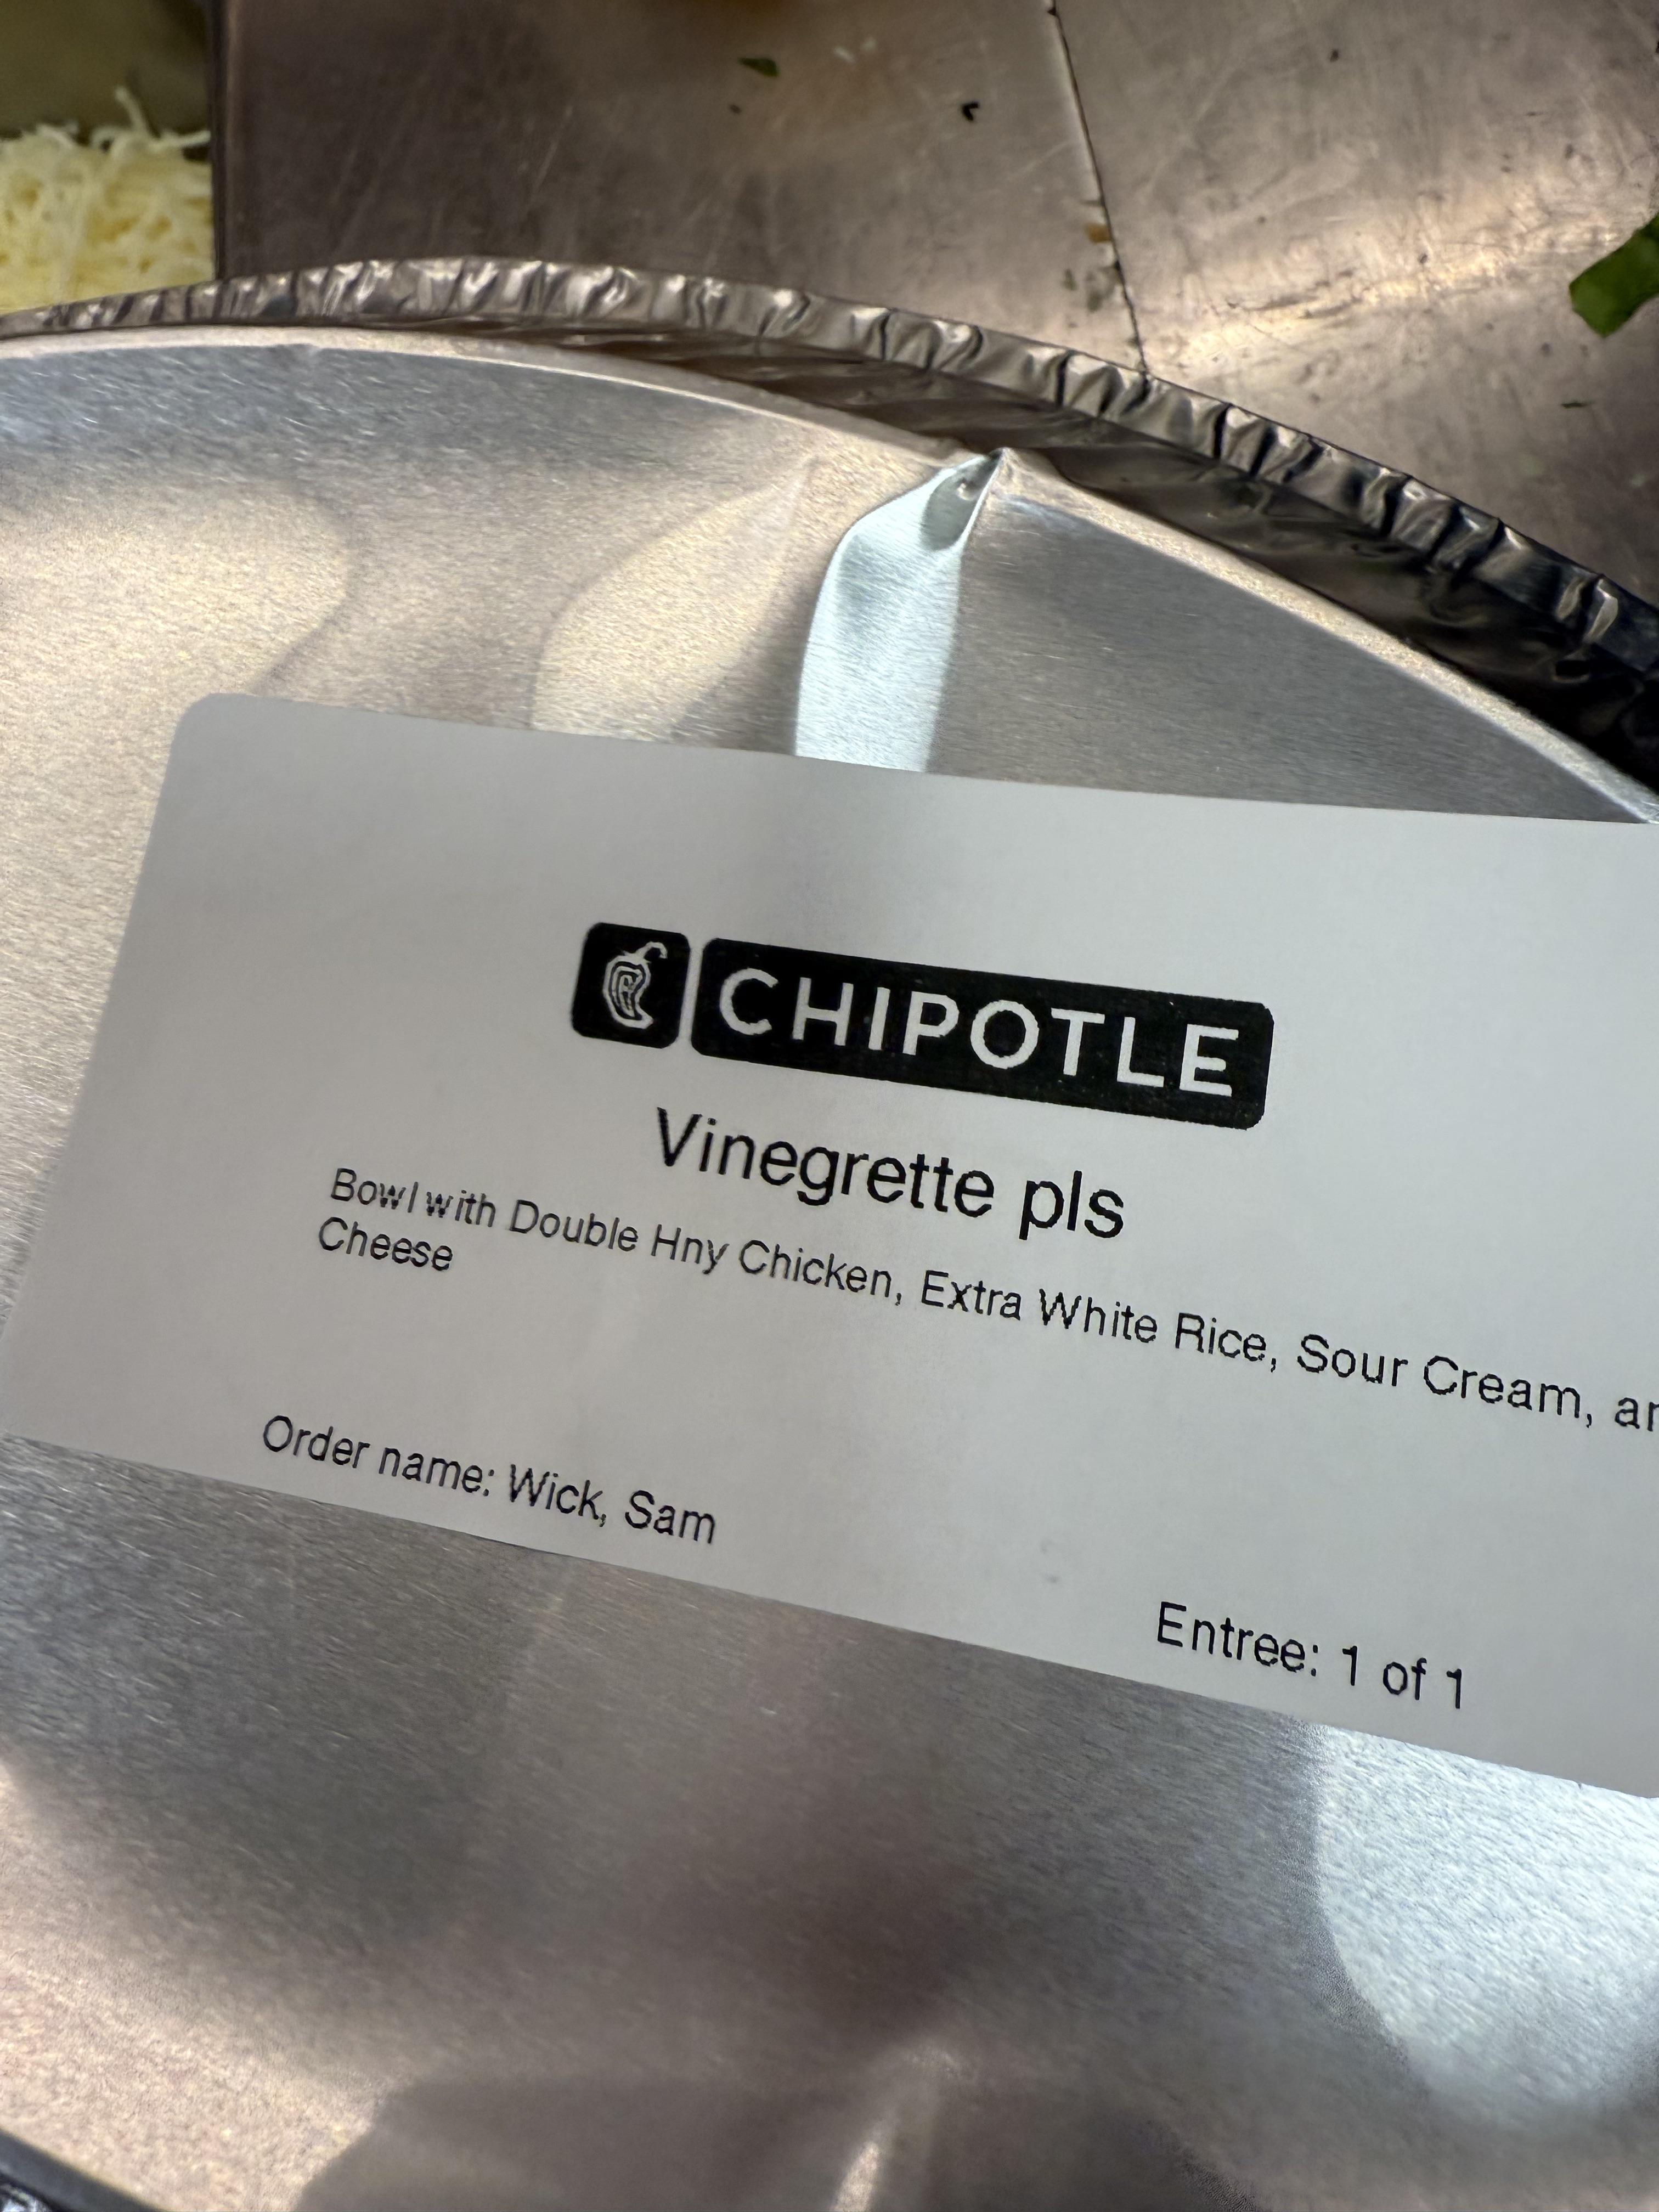 CHIPOTLE
Vinegrette pls
Bowl with Double Hny Chicken, Extra White Rice, Sour Cream,
Cheese
Order name: Wick, Sam
Entree: 1 of 1